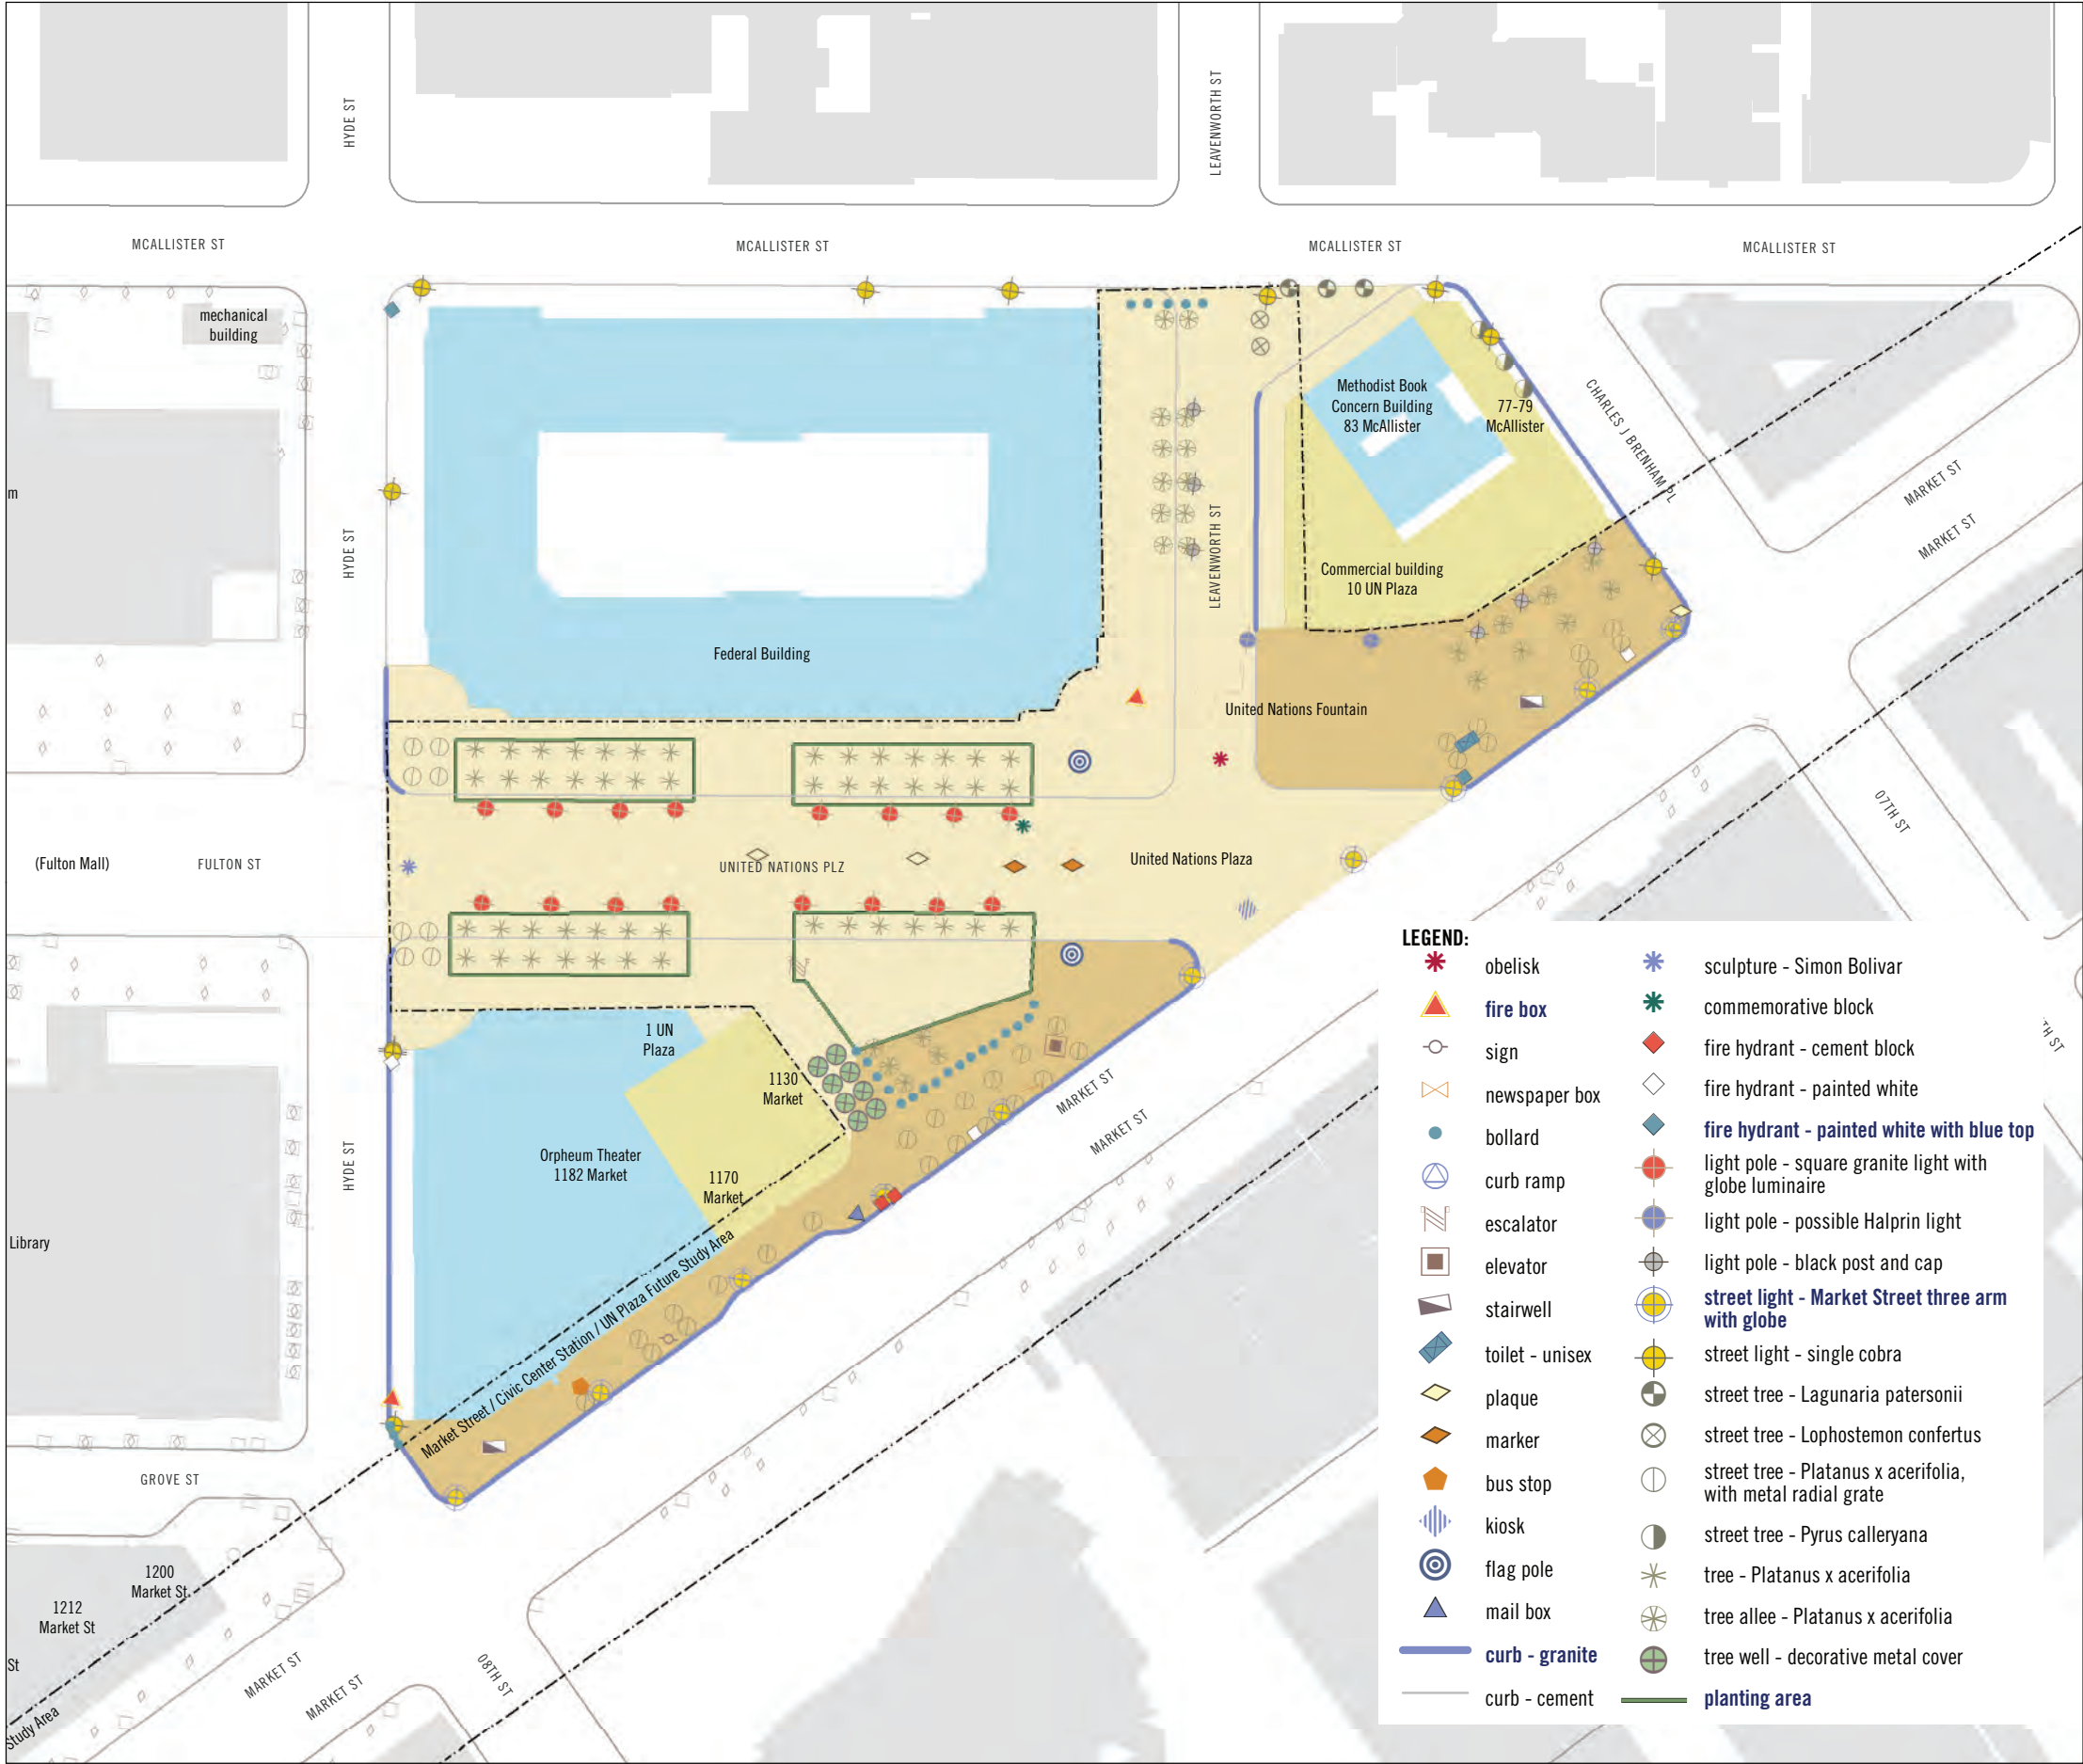 HYDE ST
LEAVENWORTH ST
MCALLISTER ST
MCALLISTER ST
MCALLISTER ST
MCALLISTER ST
mechanical
building
Methodist Book
Concern Building
83 McAllister
77-79
McAllister
CHARLES J BRENHAM PL
MARKET ST
MARKET ST
m
HYDE ST
LEAVENWORTH ST
Commercial building
10 UN Plaza
Federal Building
United Nations Fountain
07TH ST
(Fulton Mall)
FULTON ST
UNITED NATIONS PLZ
United Nations Plaza
1 UN
Plaza
1130
Market
MARKET ST
MARKET ST
Orpheum Theater
1182 Market
1170
Market
HYDE ST
Library
Market Street / Civic Center Station / UN Plaza Future Study Area
GROVE ST
1200
Market St
1212
Market St
St
MARKET ST
MARKET ST
08TH ST
Study Area
TH ST
LEGEND:
obelisk
fire box
sign
newspaper box
bollard
curb ramp
escalator
elevator
stairwell
toilet - unisex
plaque
marker
bus stop
kiosk
flag pole
mail box
curb - granite
curb - cement
sculpture - Simon Bolivar
commemorative block
fire hydrant - cement block
fire hydrant - painted white
fire hydrant - painted white with blue top
light pole - square granite light with
globe luminaire
light pole - possible Halprin light
light pole - black post and cap
street light - Market Street three arm
with globe
street light - single cobra
street tree - Lagunaria patersonii
street tree - Lophostemon confertus
street tree - Platanus x acerifolia,
with metal radial grate
street tree - Pyrus calleryana
tree - Platanus x acerifolia
tree allee - Platanus x acerifolia
tree well - decorative metal cover
planting area